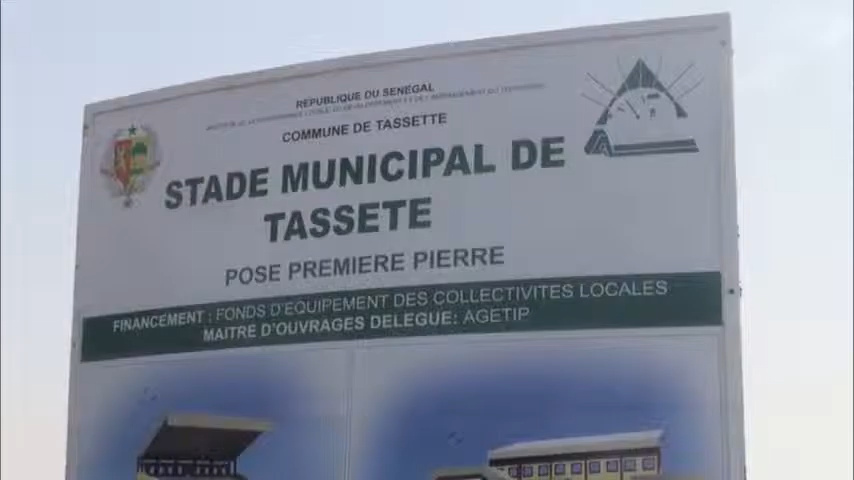 REPUBLIQUE DU SENÉGAL
COMMUNE DE TASSETTE
STADE MUNICIPAL DE
TASSETE
POSE PREMIERE PIERRE
FINANCEMENT : FONDS D'EQUIPEMENT DES COLLECTIVITES LOCALES
MAITRE D'OUVRAGES DELEGUE: AGETIP